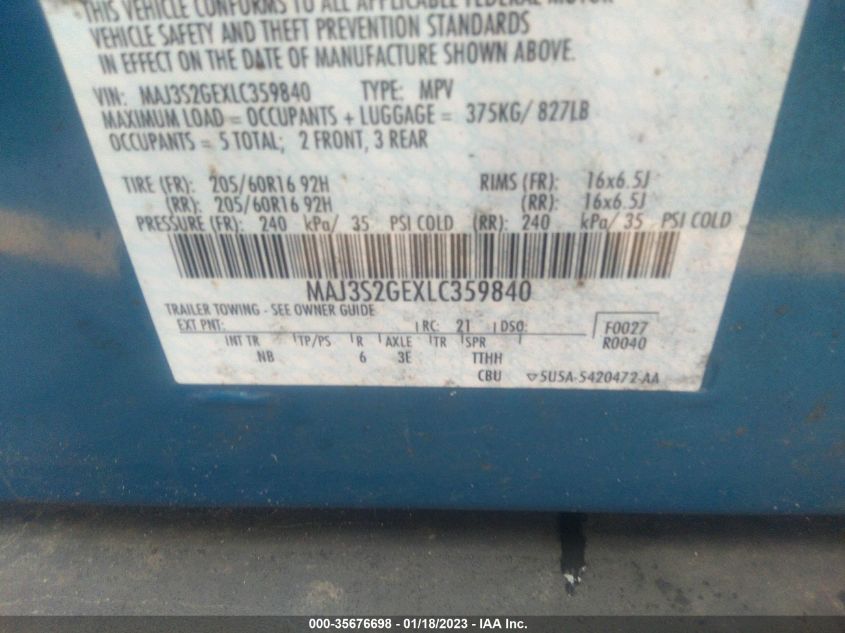 THIS VEHICLE CONFORMS TO ALL APPLICABLE FEDERAL MOTOR
VEHICLE SAFETY AND THEFT PREVENTION STANDARDS
IN EFFECT ON THE DATE OF MANUFACTURE SHOWN ABOVE.
VIN: MAJ3S2GEXLC359840 TYPE: MPV
MAXIMUM LOAD = OCCUPANTS + LUGGAGE = 375KG/ 827LB
OCCUPANTS = 5 TOTAL; 2 FRONT, 3 REAR
TIRE (FR): 205/60R16 92H RIMS (FR): 16x6.5J
(RR): 205/60R16 92H (RR): 16x6.5J
PRESSURE (FR): 240 kPa/ 35 PSI COLD (RR): 240 kPa/ 35 PSI COLD
MAJ3S2GEXLC359840
TRAILER TOWING - SEE OWNER GUIDE
EXT PNT: RC: 21 DSO: F0027
INT TR TP/PS R AXLE TR SPR R0040
NB 6 3E TTHH
CBU ▽5U5A-5420472-AA
000-35676698 - 01/18/2023 - IAA Inc.